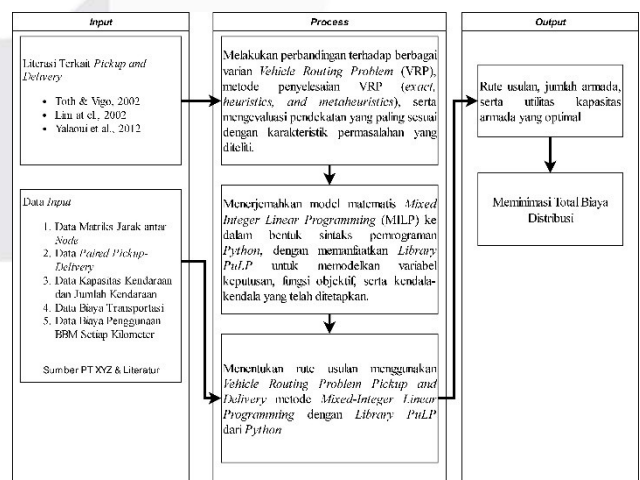 Input
Process
Output
Literasi Terkait Pickup and
Delivery
• Toth & Vigo, 2002
• Lim at el., 2002
• Yalaoui et al., 2012
Data Input
1. Data Matriks Jarak antar
Node
2. Data Paired Pickup-
Delivery
3. Data Kapasitas Kendaraan
dan Jumlah Kendaraan
4. Data Biaya Transportasi
5. Data Biaya Penggunaan
BBM Setiap Kilometer
Sumber PT XYZ & Literatur
Melakukan perbandingan terhadap berbagai
varian Vehicle Routing Problem (VRP),
metode penyelesaian VRP (exact,
heuristics, and metaheuristics), serta
mengevaluasi pendekatan yang paling sesuai
dengan karakteristik permasalahan yang
diteliti.
Menerjemahkan model matematis Mixed
Integer Linear Programming (MILP) ke
dalam bentuk sintaks pemrograman
Python, dengan memanfaatkan Library
PuLP untuk memodelkan variabel
keputusan, fungsi objektif, serta kendala-
kendala yang telah ditetapkan.
Menentukan rute usulan menggunakan
Vehicle Routing Problem Pickup and
Delivery metode Mixed-Integer Linear
Programming dengan Library PuLP
dari Python
Rute usulan, jumlah armada,
serta utilitas kapasitas
armada yang optimal
Meminimasi Total Biaya
Distribusi